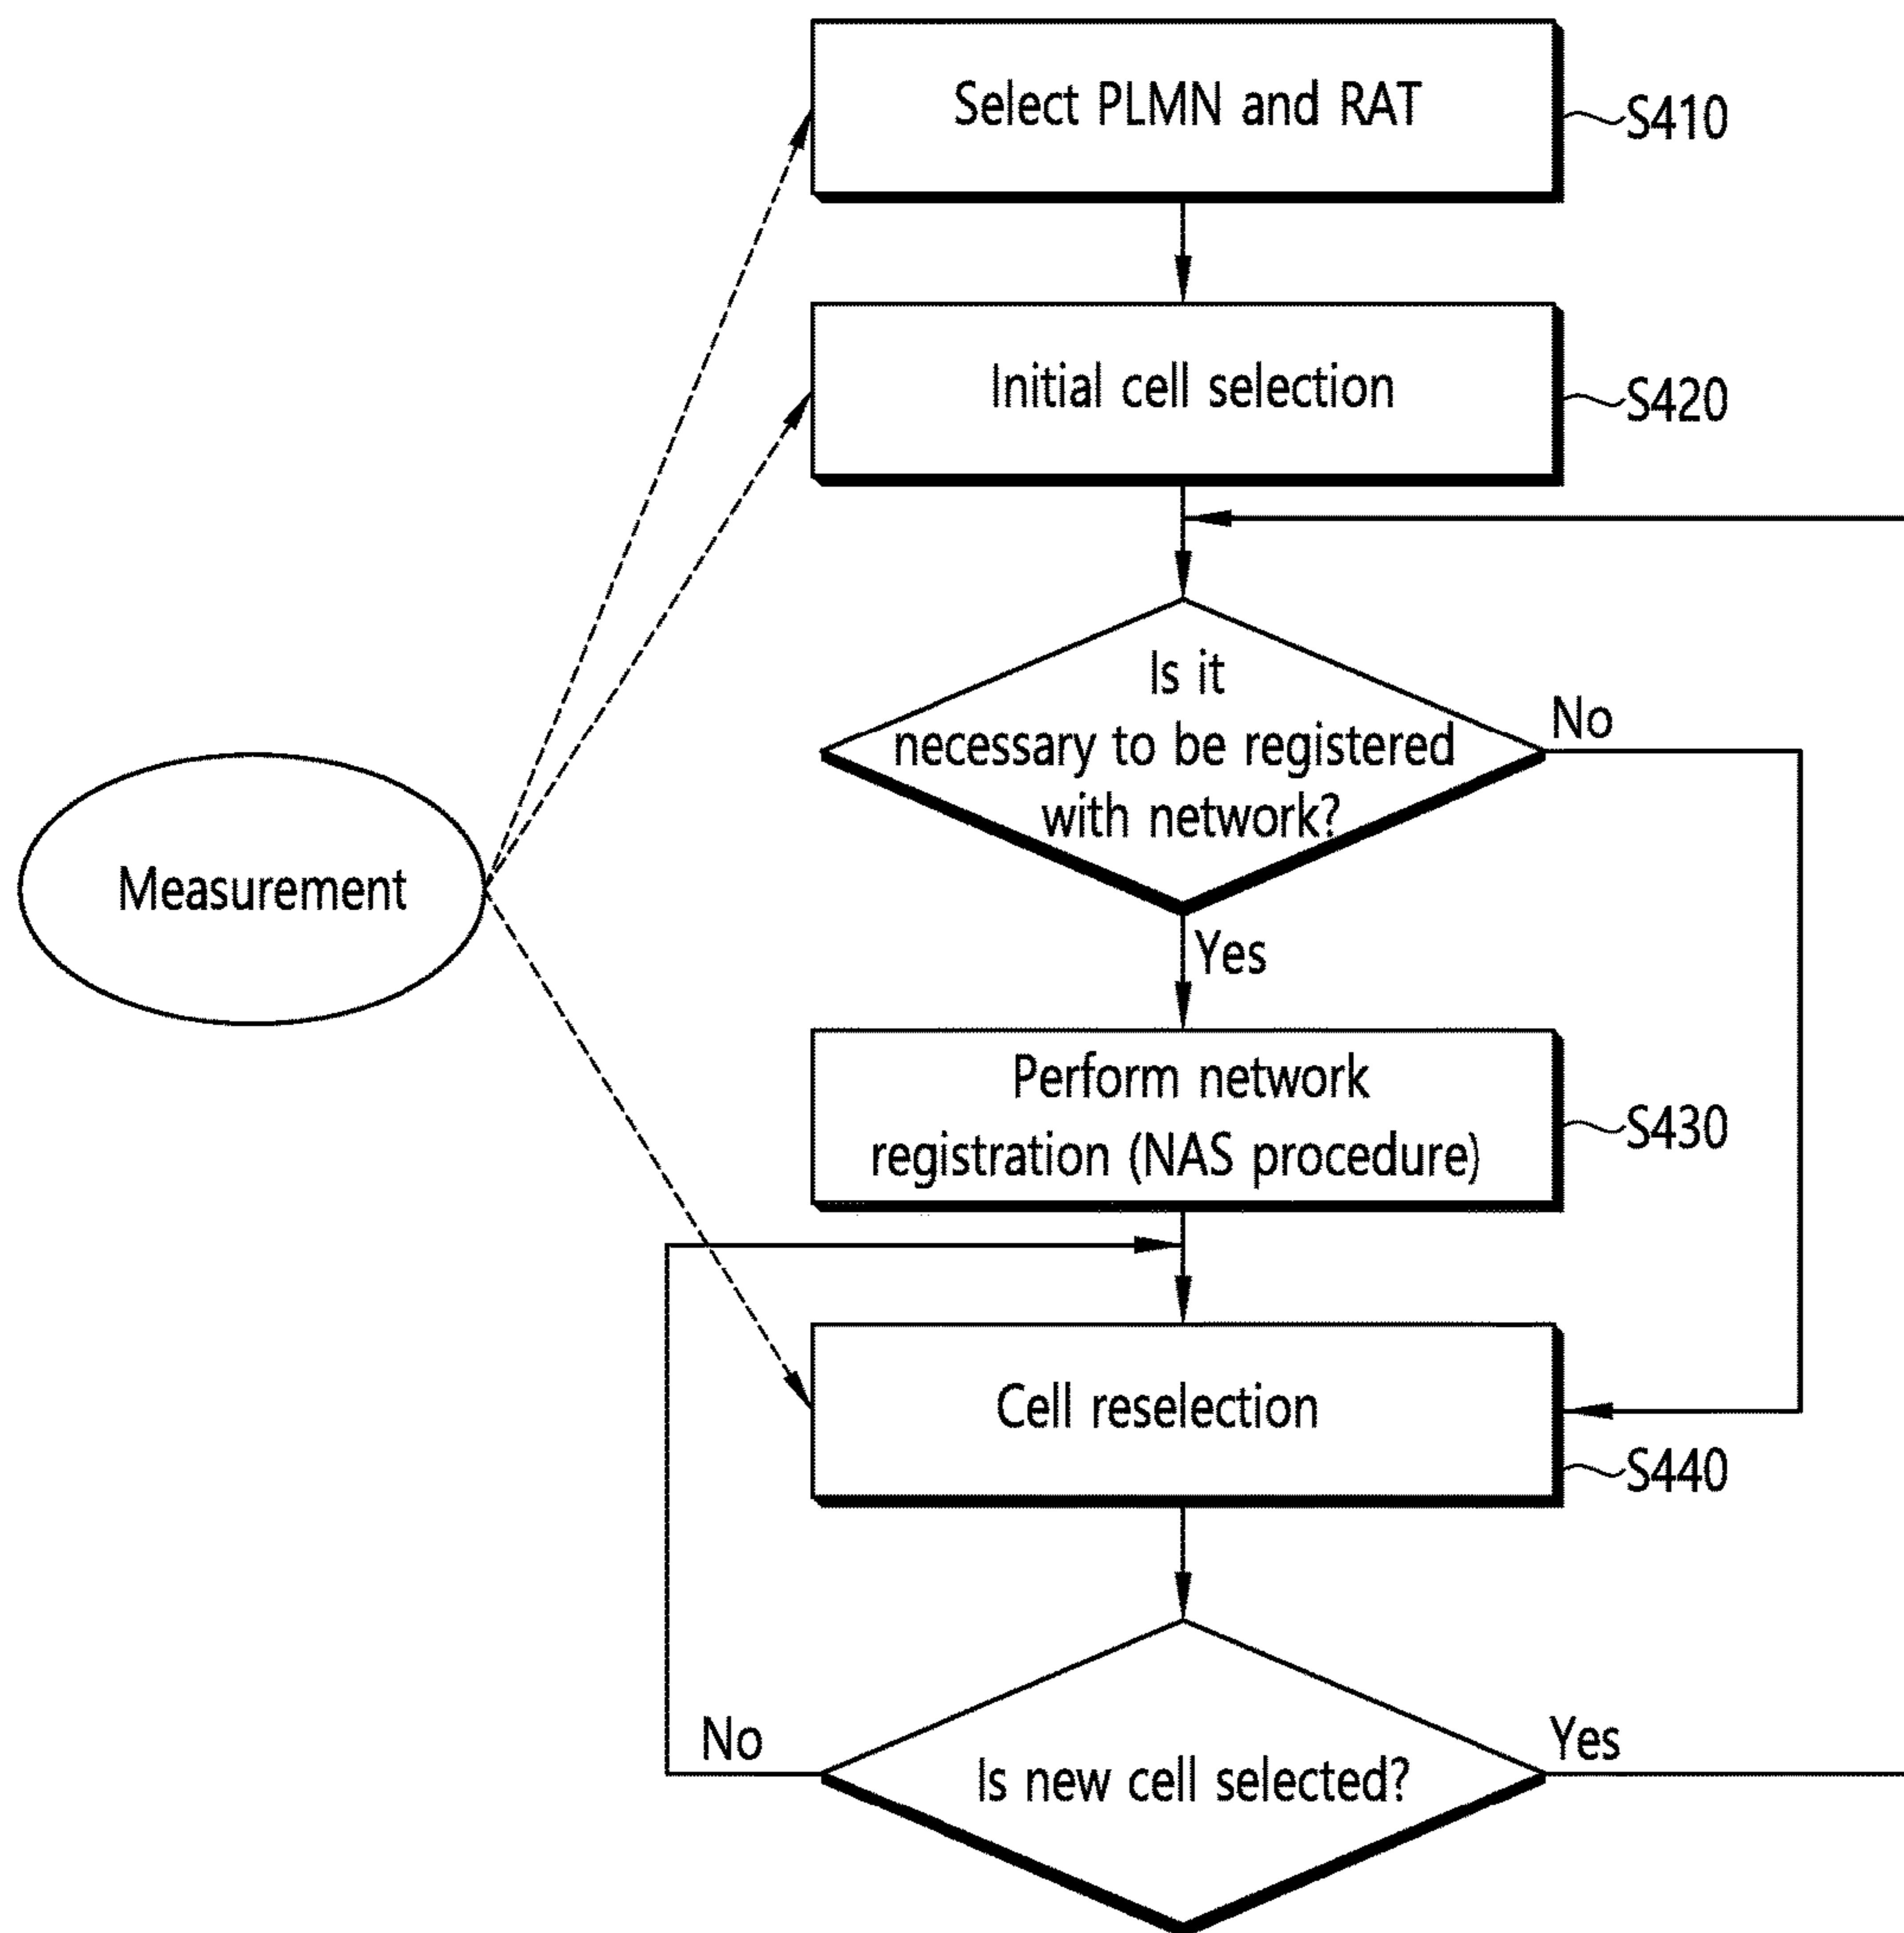 Select PLMN and RAT
S410
Initial cell selection
S420
Is it
necessary to be registered
with network?
No
Yes
Measurement
Perform network
registration (NAS procedure)
S430
Cell reselection
S440
No
Is new cell selected?
Yes